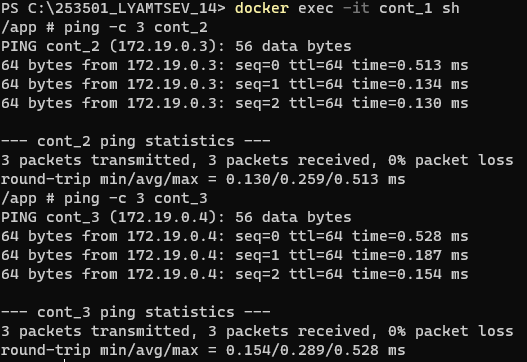 PS C:\253501_LYAMTSEV_14> docker exec -it cont_1 sh
/app # ping -c 3 cont_2
PING cont_2 (172.19.0.3): 56 data bytes
64 bytes from 172.19.0.3: seq=0 ttl=64 time=0.513 ms
64 bytes from 172.19.0.3: seq=1 ttl=64 time=0.134 ms
64 bytes from 172.19.0.3: seq=2 ttl=64 time=0.130 ms

--- cont_2 ping statistics ---
3 packets transmitted, 3 packets received, 0% packet loss
round-trip min/avg/max = 0.130/0.259/0.513 ms
/app # ping -c 3 cont_3
PING cont_3 (172.19.0.4): 56 data bytes
64 bytes from 172.19.0.4: seq=0 ttl=64 time=0.528 ms
64 bytes from 172.19.0.4: seq=1 ttl=64 time=0.187 ms
64 bytes from 172.19.0.4: seq=2 ttl=64 time=0.154 ms

--- cont_3 ping statistics ---
3 packets transmitted, 3 packets received, 0% packet loss
round-trip min/avg/max = 0.154/0.289/0.528 ms